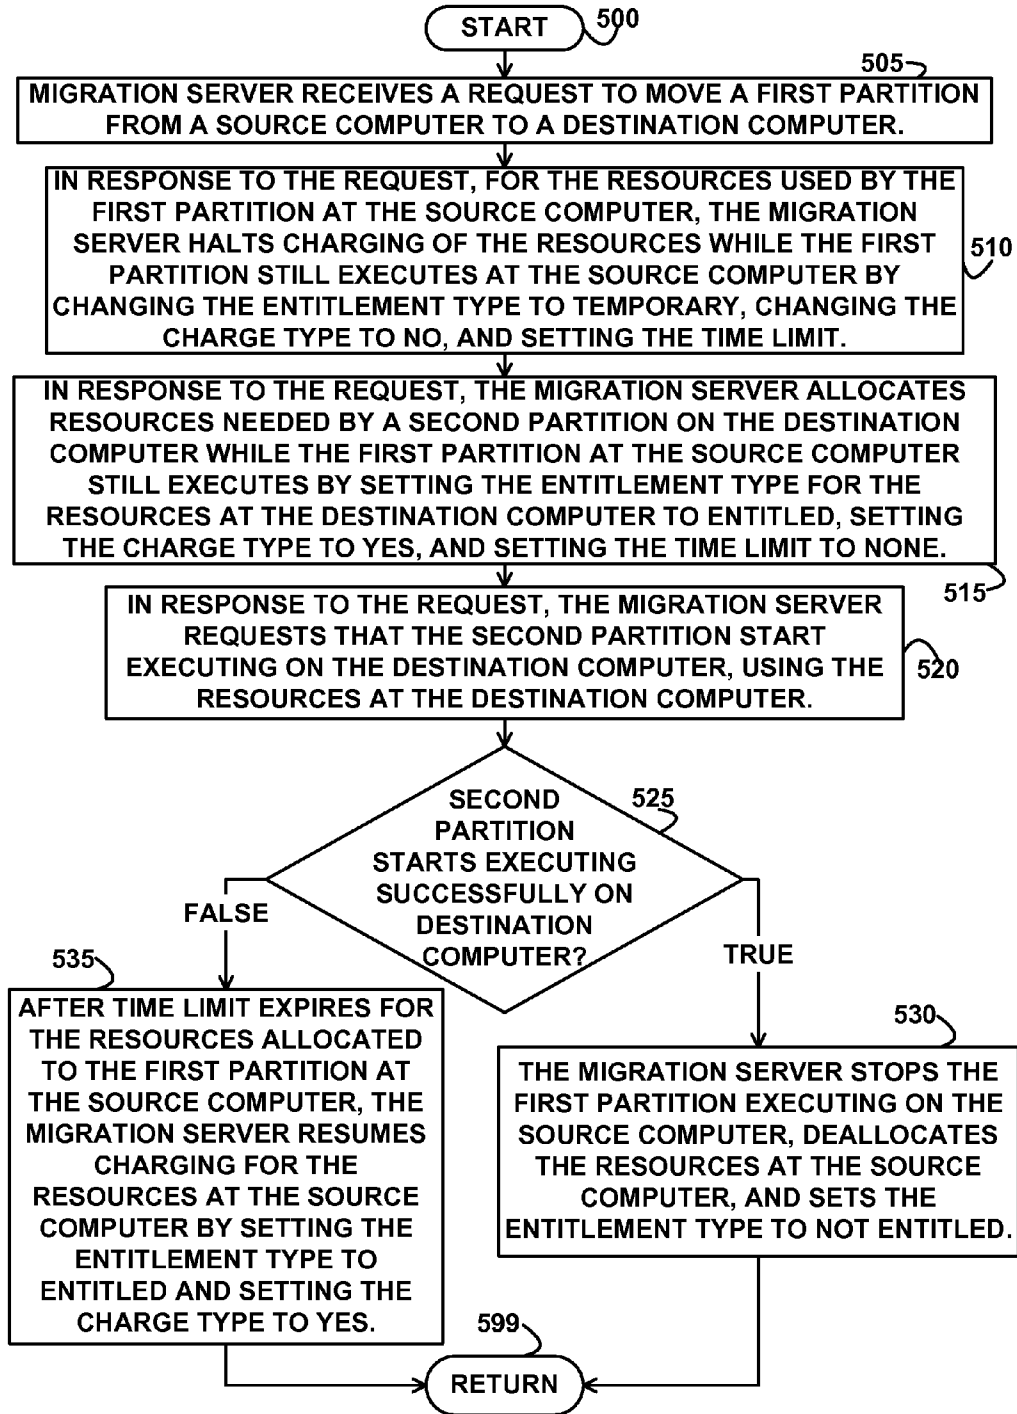 START
500
505
MIGRATION SERVER RECEIVES A REQUEST TO MOVE A FIRST PARTITION
FROM A SOURCE COMPUTER TO A DESTINATION COMPUTER.
IN RESPONSE TO THE REQUEST, FOR THE RESOURCES USED BY THE
FIRST PARTITION AT THE SOURCE COMPUTER, THE MIGRATION
SERVER HALTS CHARGING OF THE RESOURCES WHILE THE FIRST
PARTITION STILL EXECUTES AT THE SOURCE COMPUTER BY
CHANGING THE ENTITLEMENT TYPE TO TEMPORARY, CHANGING THE
CHARGE TYPE TO NO, AND SETTING THE TIME LIMIT.
510
IN RESPONSE TO THE REQUEST, THE MIGRATION SERVER ALLOCATES
RESOURCES NEEDED BY A SECOND PARTITION ON THE DESTINATION
COMPUTER WHILE THE FIRST PARTITION AT THE SOURCE COMPUTER
STILL EXECUTES BY SETTING THE ENTITLEMENT TYPE FOR THE
RESOURCES AT THE DESTINATION COMPUTER TO ENTITLED, SETTING
THE CHARGE TYPE TO YES, AND SETTING THE TIME LIMIT TO NONE.
515
IN RESPONSE TO THE REQUEST, THE MIGRATION SERVER
REQUESTS THAT THE SECOND PARTITION START
EXECUTING ON THE DESTINATION COMPUTER, USING THE
RESOURCES AT THE DESTINATION COMPUTER.
520
SECOND
PARTITION
STARTS EXECUTING
SUCCESSFULLY ON
DESTINATION
COMPUTER?
525
FALSE
TRUE
535
AFTER TIME LIMIT EXPIRES FOR
THE RESOURCES ALLOCATED
TO THE FIRST PARTITION AT
THE SOURCE COMPUTER, THE
MIGRATION SERVER RESUMES
CHARGING FOR THE
RESOURCES AT THE SOURCE
COMPUTER BY SETTING THE
ENTITLEMENT TYPE TO
ENTITLED AND SETTING THE
CHARGE TYPE TO YES.
530
THE MIGRATION SERVER STOPS THE
FIRST PARTITION EXECUTING ON THE
SOURCE COMPUTER, DEALLOCATES
THE RESOURCES AT THE SOURCE
COMPUTER, AND SETS THE
ENTITLEMENT TYPE TO NOT ENTITLED.
599
RETURN